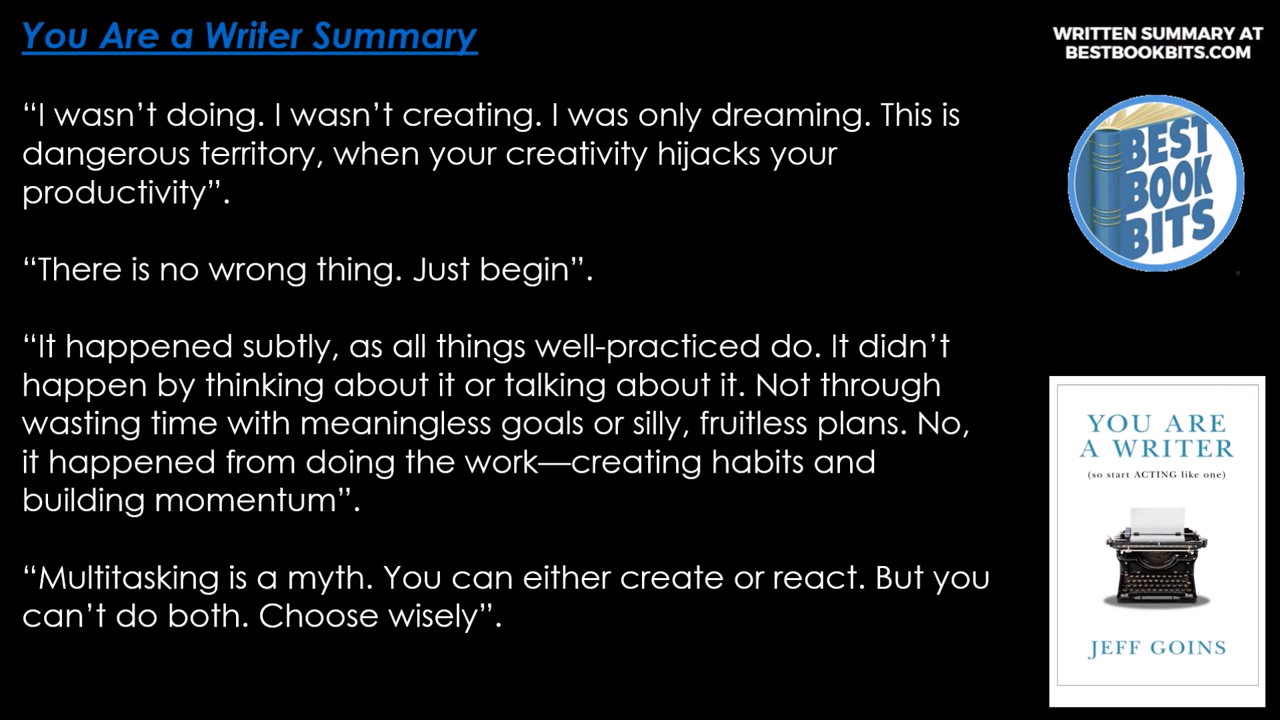 You Are a Writer Summary
“I wasn’t doing. I wasn’t creating. I was only dreaming. This is
dangerous territory, when your creativity hijacks your
productivity”.
“There is no wrong thing. Just begin”.
“It happened subtly, as all things well-practiced do. It didn’t
happen by thinking about it or talking about it. Not through
wasting time with meaningless goals or silly, fruitless plans. No,
it happened from doing the work—creating habits and
building momentum”.
“Multitasking is a myth. You can either create or react. But you
can’t do both. Choose wisely”.
WRITTEN SUMMARY AT
BESTBOOKBITS.COM
BEST
BOOK
BITS
YOU ARE
A WRITER
(so start ACTING like one)
JEFF GOINS